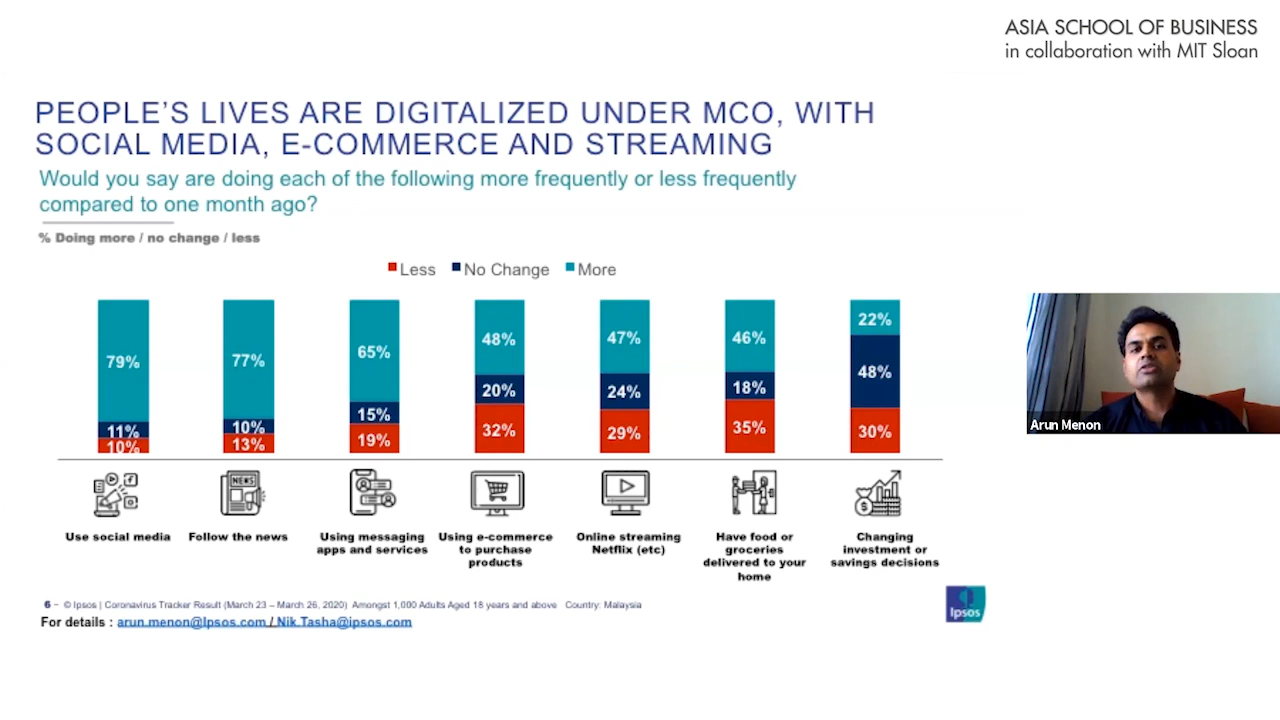 ASIA SCHOOL OF BUSINESS
in collaboration with MIT Sloan
PEOPLE'S LIVES ARE DIGITALIZED UNDER MCO, WITH
SOCIAL MEDIA, E-COMMERCE AND STREAMING
Would you say are doing each of the following more frequently or less frequently
compared to one month ago?
% Doing more / no change / less
Less No Change More
79% 77% 65% 48% 47% 46% 22%
11% 10% 15% 20% 24% 18% 48%
10% 13% 19% 32% 29% 35% 30%
NEWS
Use social media
Follow the news
Using messaging
apps and services
Using e-commerce
to purchase
products
Online streaming
Netflix (etc)
Have food or
groceries
delivered to your
home
Changing
investment or
savings decisions
Arun Menon
6 – © Ipsos | Coronavirus Tracker Result (March 23 – March 26, 2020) Amongst 1,000 Adults Aged 18 years and above Country: Malaysia
For details : arun.menon@Ipsos.com / Nik.Tasha@ipsos.com
Ipsos